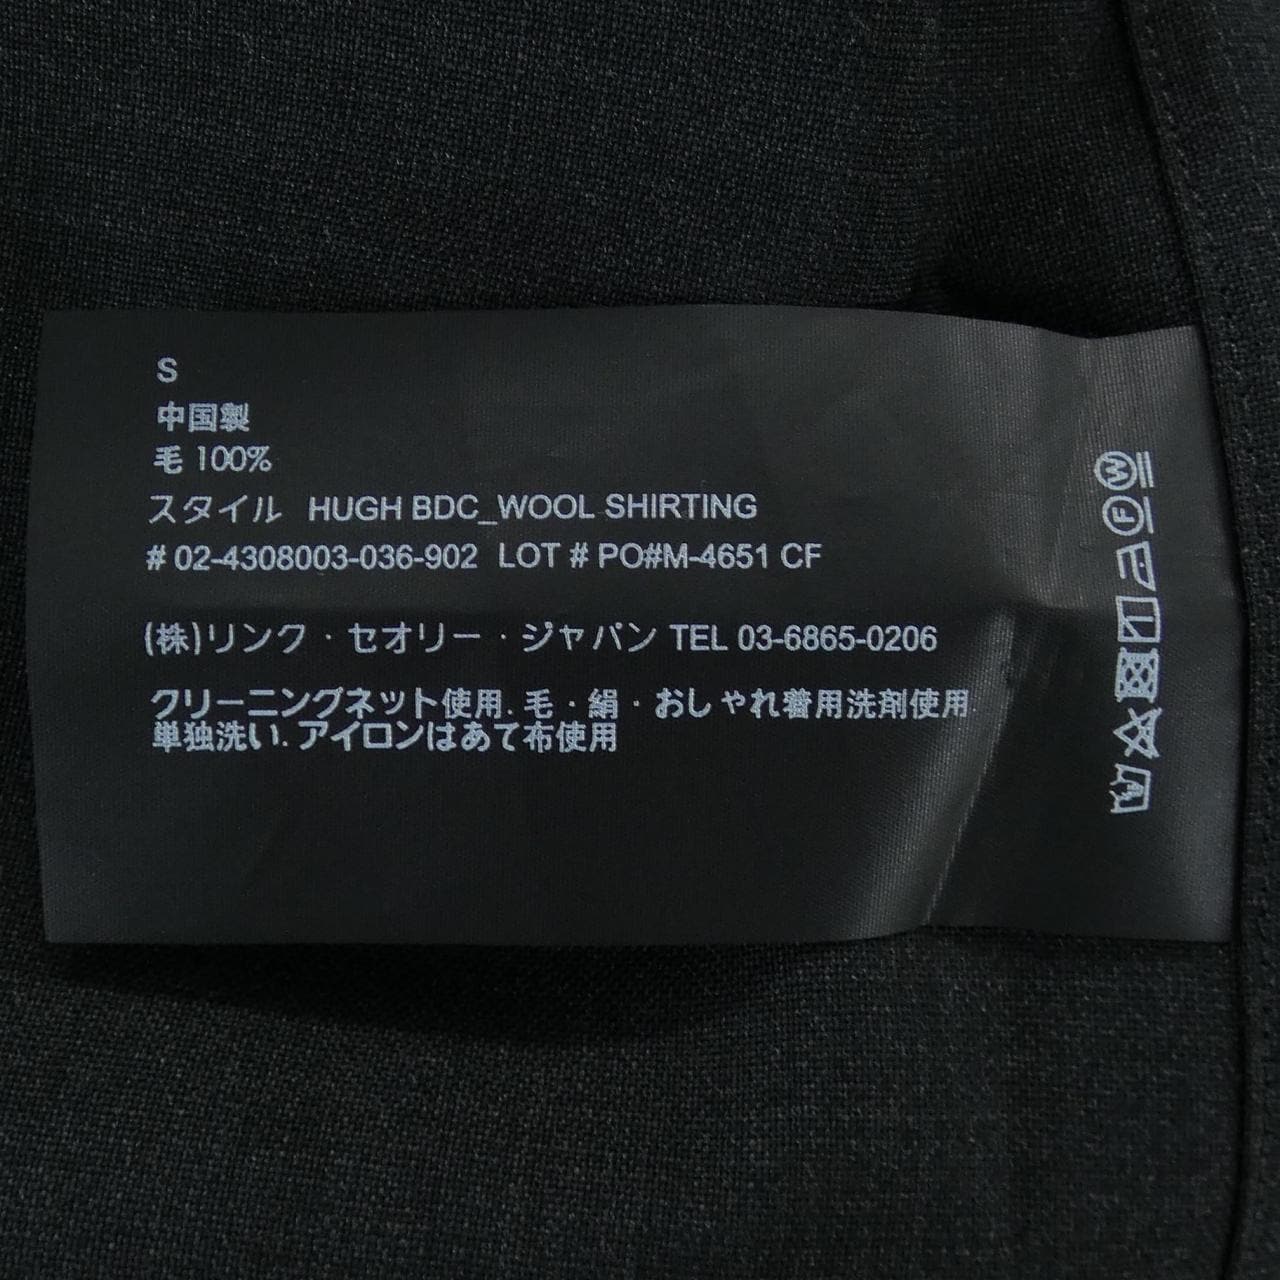 S
中国製
毛 100%
スタイル HUGH BDC_WOOL SHIRTING
# 02-4308003-036-902 LOT # PO#M-4651 CF
(株)リンク・セオリー・ジャパン TEL 03-6865-0206
クリーニングネット使用.毛・絹・おしゃれ着用洗剤使用.
単独洗い.アイロンはあて布使用
W
F